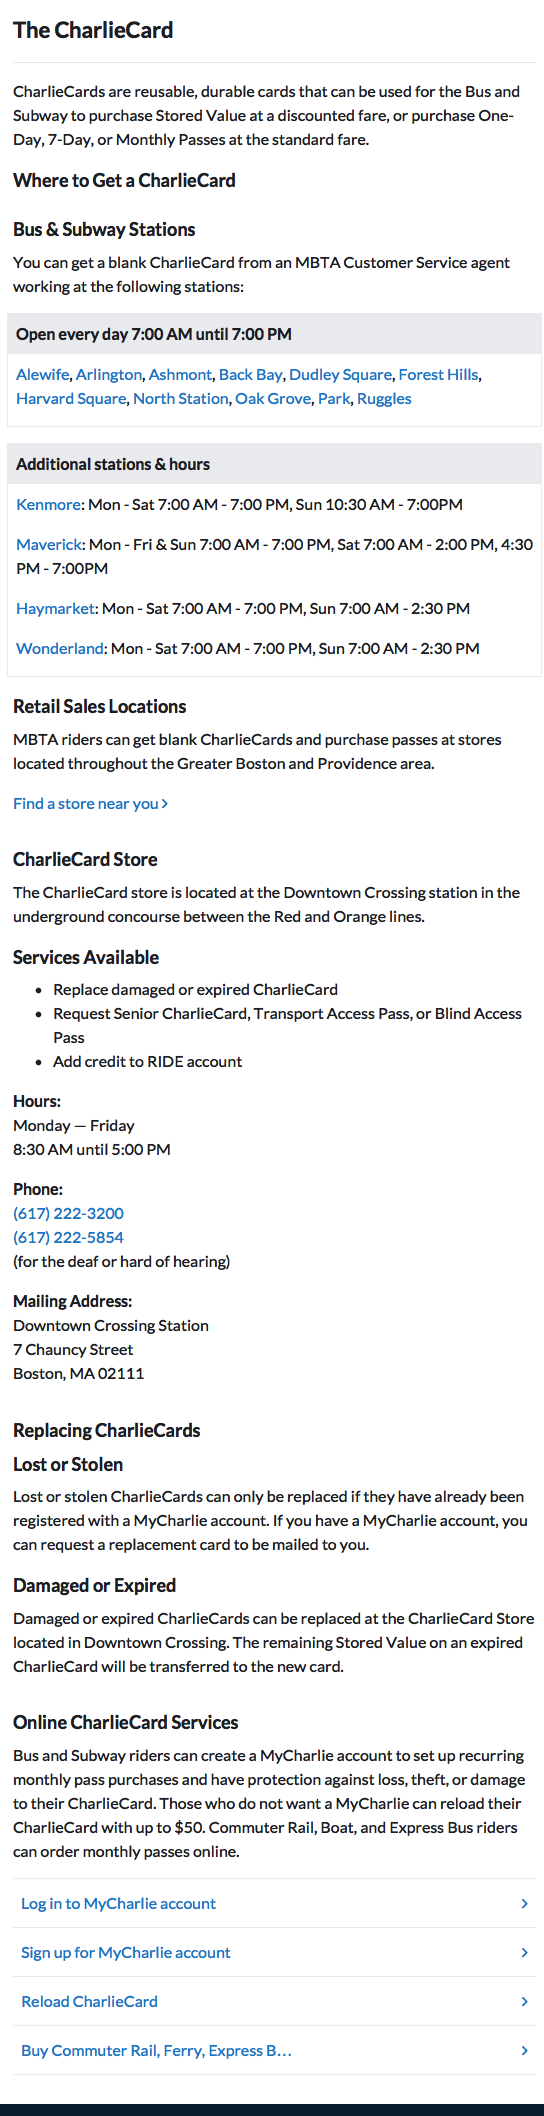 The CharlieCard
CharlieCards are reusable, durable cards that can be used for the Bus and
Subway to purchase Stored Value at a discounted fare, or purchase One-
Day, 7-Day, or Monthly Passes at the standard fare.
Where to Get a CharlieCard
Bus & Subway Stations
You can get a blank CharlieCard from an MBTA Customer Service agent
working at the following stations:
Open every day 7:00 AM until 7:00 PM
Alewife, Arlington, Ashmont, Back Bay, Dudley Square, Forest Hills,
Harvard Square, North Station, Oak Grove, Park, Ruggles
Additional stations & hours
Kenmore: Mon - Sat 7:00 AM - 7:00 PM, Sun 10:30 AM - 7:00PM
Maverick: Mon - Fri & Sun 7:00 AM - 7:00 PM, Sat 7:00 AM - 2:00 PM, 4:30
PM - 7:00PM
Haymarket: Mon - Sat 7:00 AM - 7:00 PM, Sun 7:00 AM - 2:30 PM
Wonderland: Mon - Sat 7:00 AM - 7:00 PM, Sun 7:00 AM - 2:30 PM
Retail Sales Locations
MBTA riders can get blank CharlieCards and purchase passes at stores
located throughout the Greater Boston and Providence area.
Find a store near you ›
CharlieCard Store
The CharlieCard store is located at the Downtown Crossing station in the
underground concourse between the Red and Orange lines.
Services Available
• Replace damaged or expired CharlieCard
• Request Senior CharlieCard, Transport Access Pass, or Blind Access
Pass
• Add credit to RIDE account
Hours:
Monday — Friday
8:30 AM until 5:00 PM
Phone:
(617) 222-3200
(617) 222-5854
(for the deaf or hard of hearing)
Mailing Address:
Downtown Crossing Station
7 Chauncy Street
Boston, MA 02111
Replacing CharlieCards
Lost or Stolen
Lost or stolen CharlieCards can only be replaced if they have already been
registered with a MyCharlie account. If you have a MyCharlie account, you
can request a replacement card to be mailed to you.
Damaged or Expired
Damaged or expired CharlieCards can be replaced at the CharlieCard Store
located in Downtown Crossing. The remaining Stored Value on an expired
CharlieCard will be transferred to the new card.
Online CharlieCard Services
Bus and Subway riders can create a MyCharlie account to set up recurring
monthly pass purchases and have protection against loss, theft, or damage
to their CharlieCard. Those who do not want a MyCharlie can reload their
CharlieCard with up to $50. Commuter Rail, Boat, and Express Bus riders
can order monthly passes online.
Log in to MyCharlie account ›
Sign up for MyCharlie account ›
Reload CharlieCard ›
Buy Commuter Rail, Ferry, Express B… ›